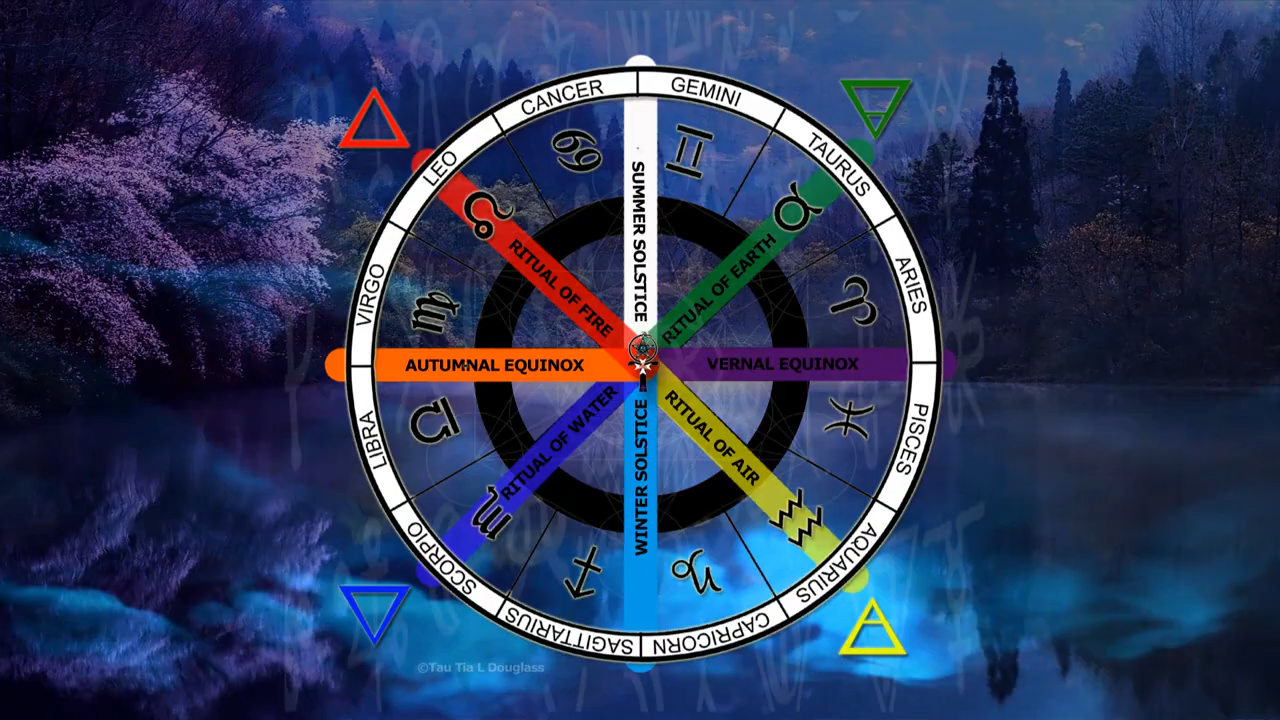 CANCER
GEMINI
LEO
TAURUS
VIRGO
ARIES
SUMMER SOLSTICE
RITUAL OF FIRE
RITUAL OF EARTH
AUTUMNAL EQUINOX
VERNAL EQUINOX
RITUAL OF WATER
WINTER SOLSTICE
RITUAL OF AIR
LIBRA
PISCES
SCORPIO
AQUARIUS
SAGITTARIUS
CAPRICORN
©Tau Tia L Douglass